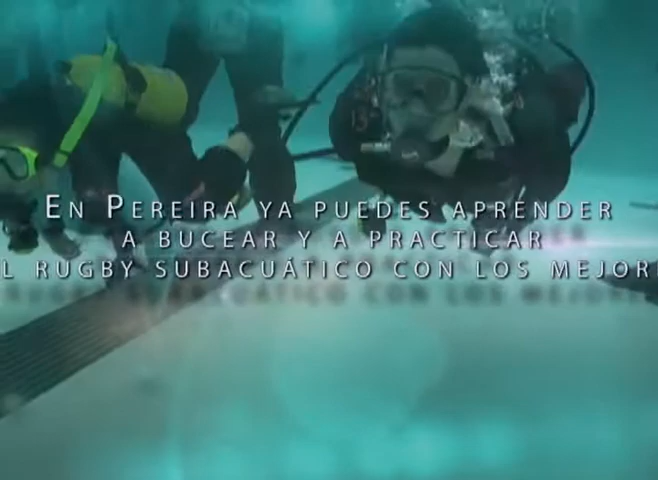 En Pereira ya puedes aprender
a bucear y a practicar
l rugby subacuático con los mejor